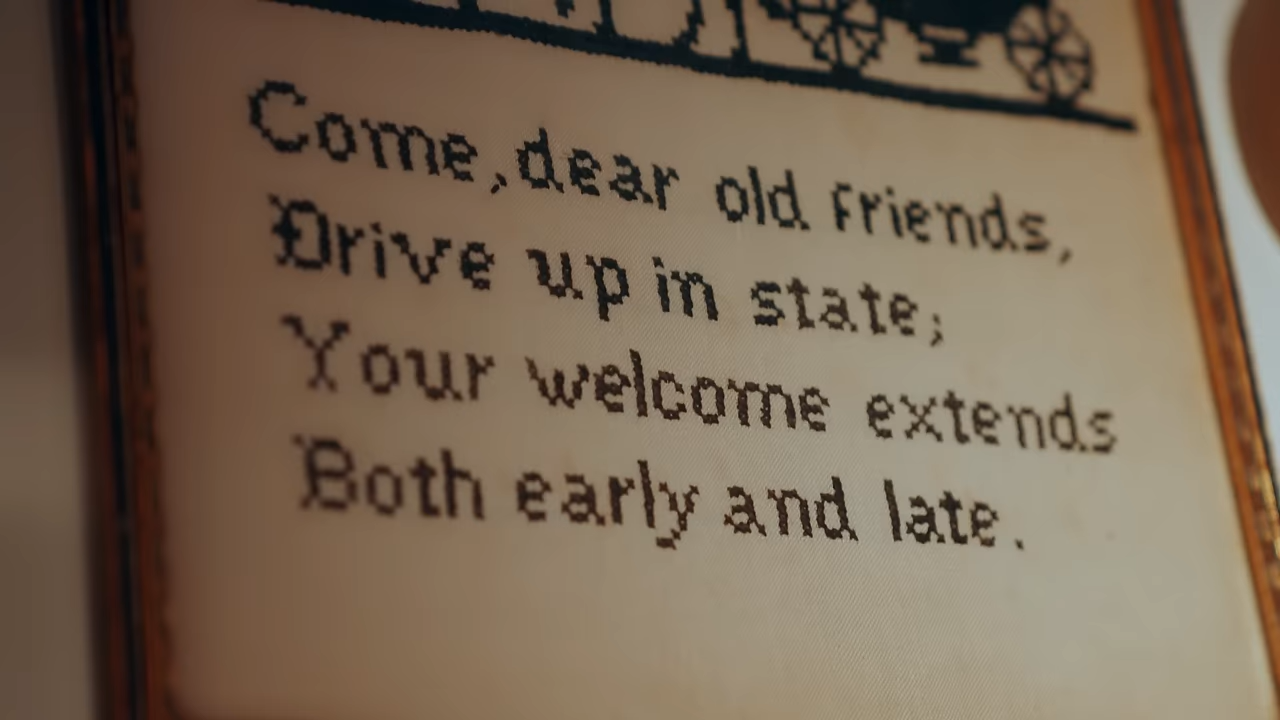 Come, dear old friends,
Drive up in state;
Your welcome extends
Both early and late.